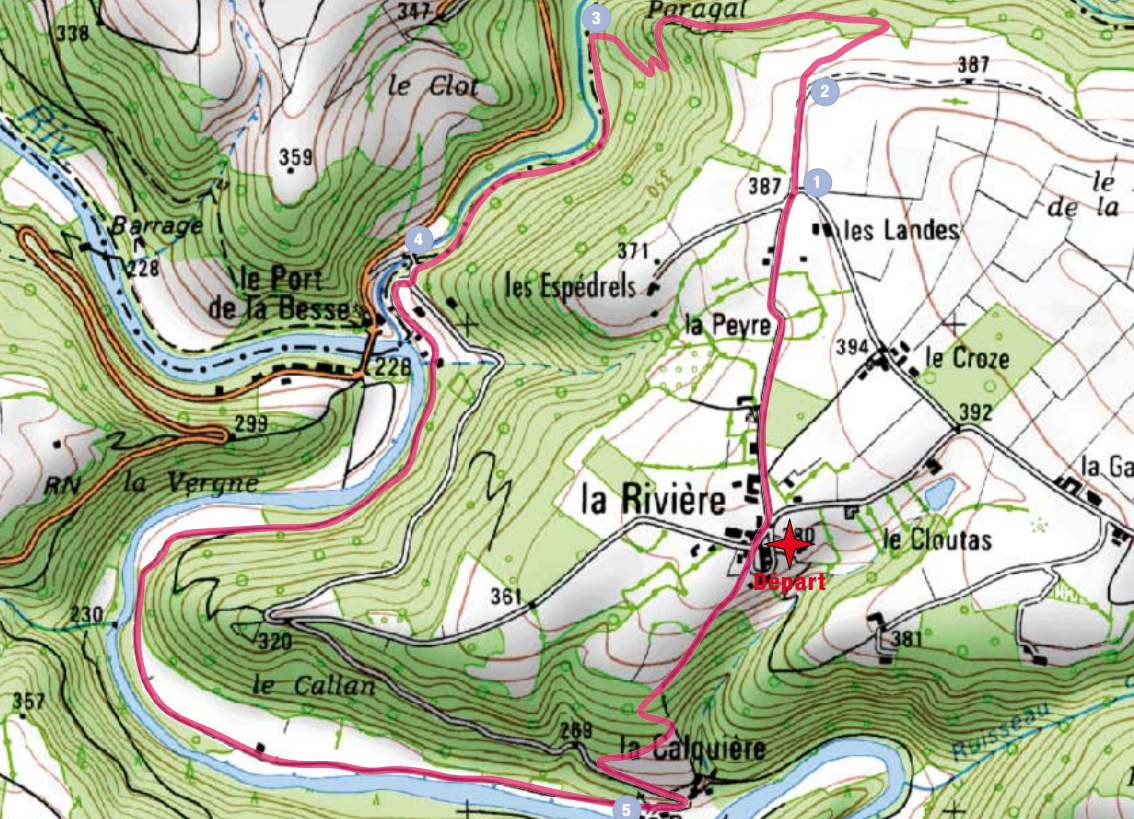 Paragal
347
338
3
le Clot
387
2
Riv
359
350
387
1
le
de la
Barrage
4
les Landes
228
371
le Port
de la Besse
les Espédrels
la Peyre
394
le Croze
228
392
299
RN
la Vergne
la Ga
la Rivière
le Cloutas
Départ
361
230
320
381
le Callan
357
269
la Calquière
Ruisseau
5